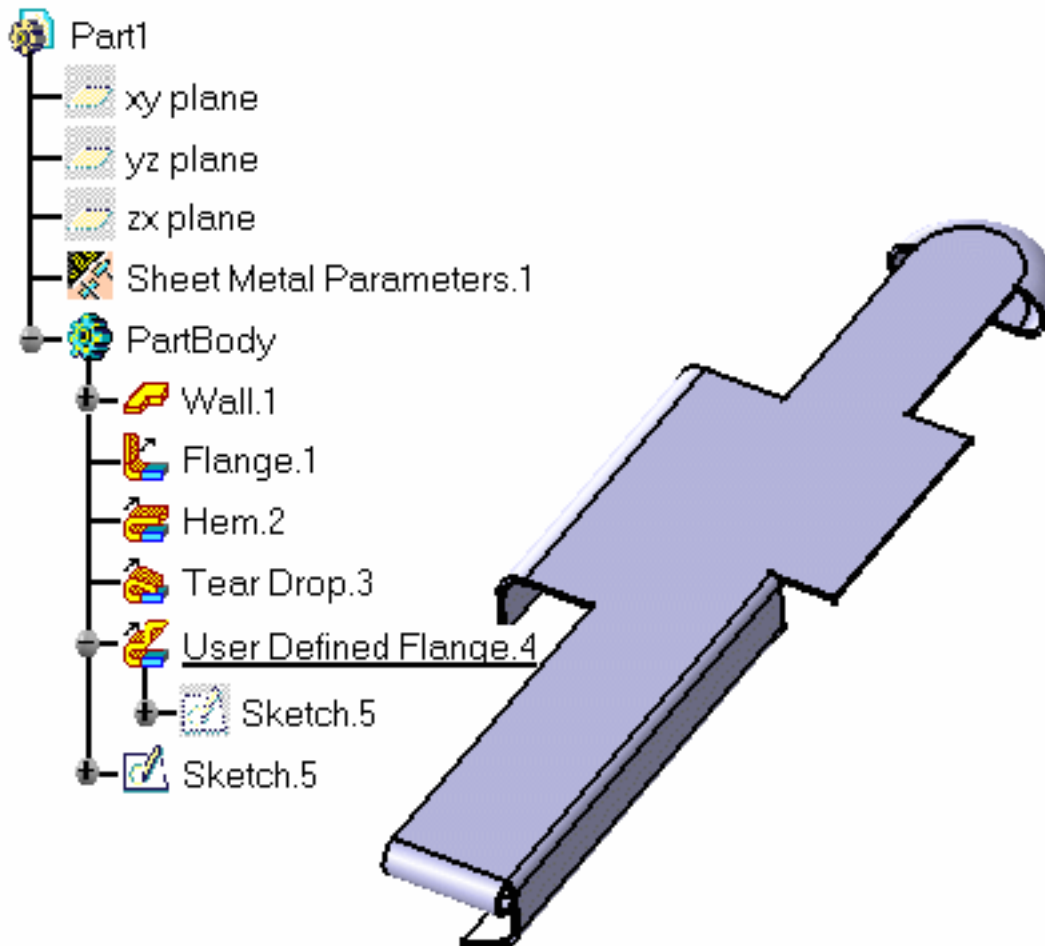 Part1
xy plane
yz plane
zx plane
Sheet Metal Parameters.1
PartBody
Wall.1
Flange.1
Hem.2
Tear Drop.3
User Defined Flange.4
Sketch.5
Sketch.5